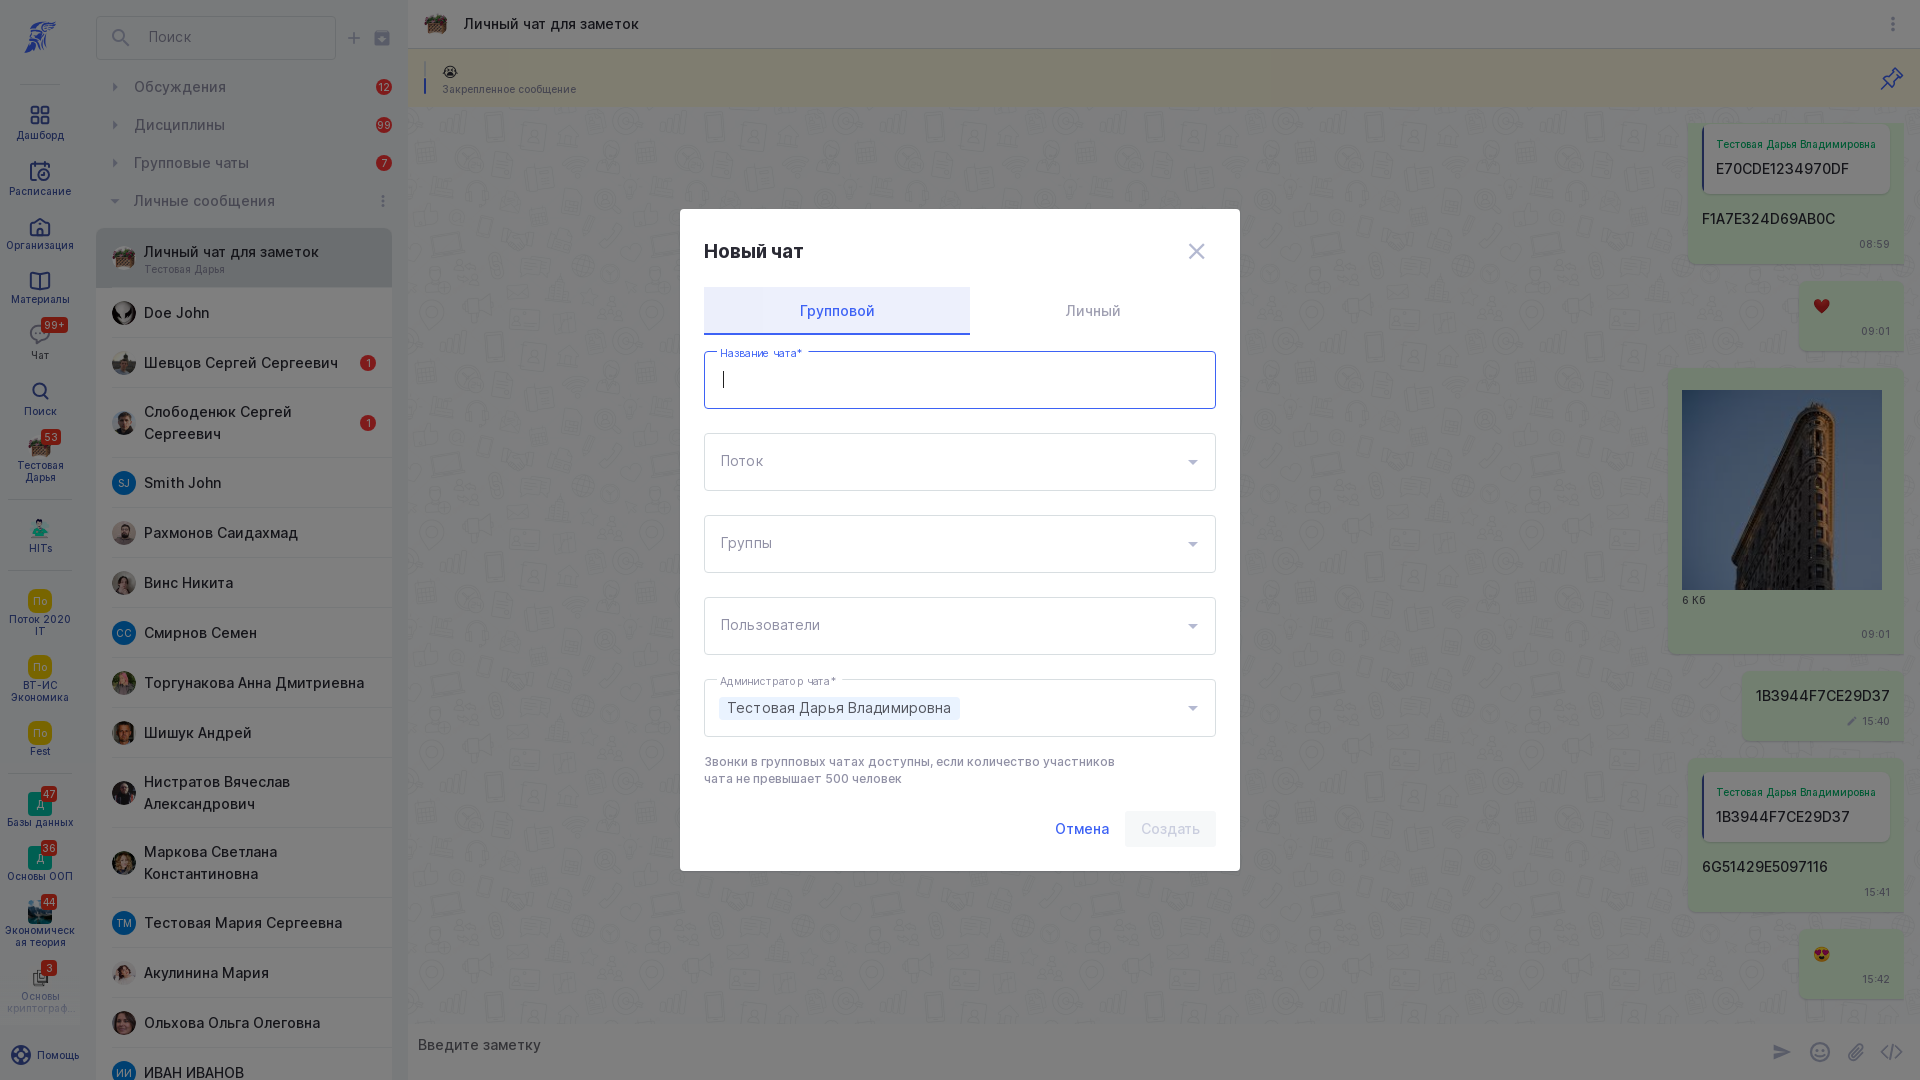 Поиск
Дашборд
Расписание
Организация
Материалы
99+
Чат
Поиск
53
Тестовая
Дарья
HITs
По
Поток 2020
IT
По
ВТ-ИС
Экономика
По
Fest
47
Д
Базы данных
36
Д
Основы ООП
44
Экономическ
ая теория
3
Основы
криптограф...
Помощь
Обсуждения
12
Дисциплины
99
Групповые чаты
7
Личные сообщения
Личный чат для заметок
Тестовая Дарья
Doe John
Шевцов Сергей Сергеевич
1
Слободенюк Сергей
Сергеевич
1
SJ
Smith John
Рахмонов Саидахмад
Винс Никита
СС
Смирнов Семен
Торгунакова Анна Дмитриевна
Шишук Андрей
Нистратов Вячеслав
Александрович
Маркова Светлана
Константиновна
ТМ
Тестовая Мария Сергеевна
Акулинина Мария
Ольхова Ольга Олеговна
ИИ
ИВАН ИВАНОВ
Личный чат для заметок
Закрепленное сообщение
Тестовая Дарья Владимировна
E70CDE1234970DF
F1A7E324D69AB0C
08:59
09:01
6 Кб
09:01
1B3944F7CE29D37
15:40
Тестовая Дарья Владимировна
1B3944F7CE29D37
6G51429E5097116
15:41
15:42
Введите заметку
Новый чат
Групповой
Личный
Название чата*
Поток
Группы
Пользователи
Администратор чата*
Тестовая Дарья Владимировна
Звонки в групповых чатах доступны, если количество участников
чата не превышает 500 человек
Отмена
Создать